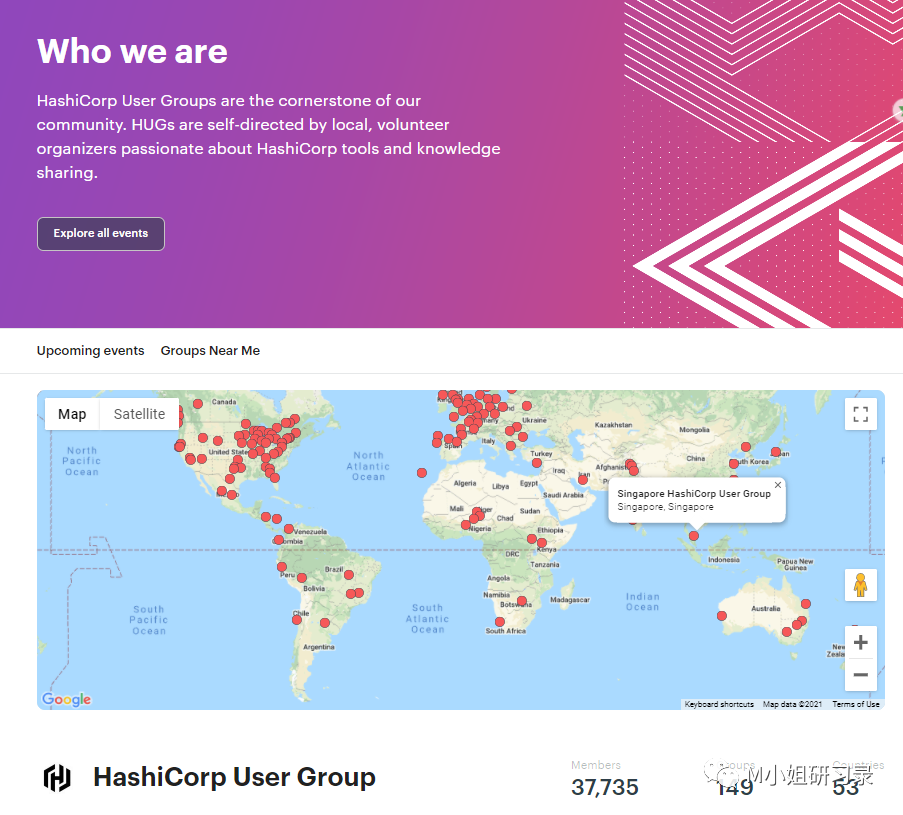 Who we are
HashiCorp User Groups are the cornerstone of our
community. HUGs are self-directed by local, volunteer
organizers passionate about HashiCorp tools and knowledge
sharing.
Explore all events
Upcoming events Groups Near Me
Map Satellite
Canada
North
Pacific
Ocean
United States
Mexico
North
Atlantic
Ocean
Venezuela
Colombia
Peru
Brazil
Bolivia
Chile
Argentina
South
Pacific
Ocean
South
Atlantic
Ocean
Ukraine
Italy
Spain
Turkey
Kazakhstan
Mongolia
China
South Korea
Iraq
Iran
Afghanistan
Algeria
Libya
Egypt
Saudi Arabia
Mali
Niger
Chad
Sudan
Nigeria
Ethiopia
DRC
Kenya
Tanzania
Angola
Namibia
Botswana
Madagascar
South Africa
Indian
Ocean
Singapore HashiCorp User Group
Singapore, Singapore
Indonesia
Papua New
Guinea
Australia
New
Zeala
Google
Keyboard shortcuts Map data ©2021 Terms of Use
HashiCorp User Group
Members
37,735
Groups
149
Countries
53
M小姐研习录